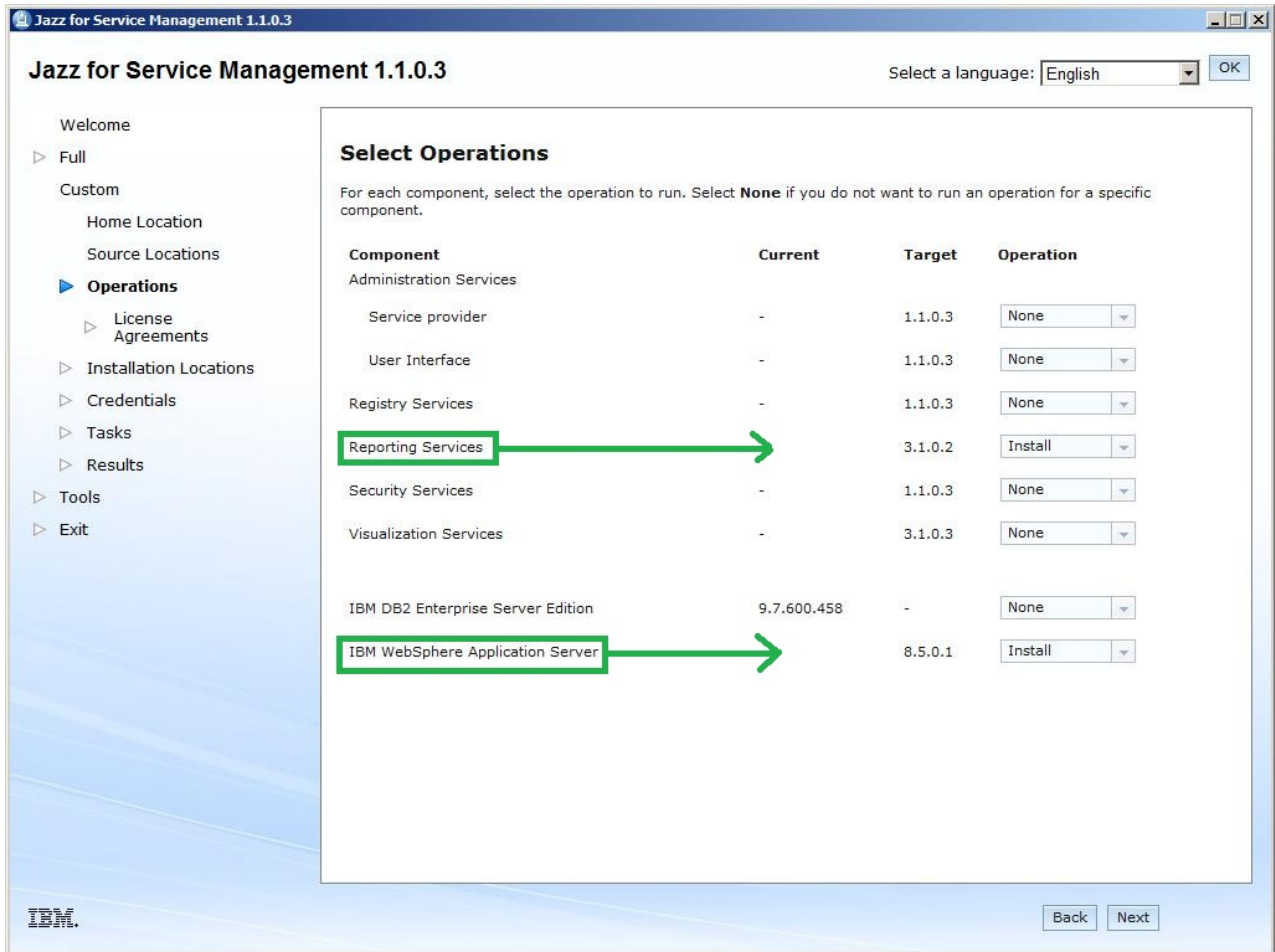 Jazz for Service Management 1.1.0.3
Jazz for Service Management 1.1.0.3
Select a language: English OK
Welcome
Full
Custom
Home Location
Source Locations
Operations
License
Agreements
Installation Locations
Credentials
Tasks
Results
Tools
Exit
Select Operations
For each component, select the operation to run. Select None if you do not want to run an operation for a specific
component.
Component Current Target Operation
Administration Services
Service provider - 1.1.0.3 None
User Interface - 1.1.0.3 None
Registry Services - 1.1.0.3 None
Reporting Services 3.1.0.2 Install
Security Services - 1.1.0.3 None
Visualization Services - 3.1.0.3 None
IBM DB2 Enterprise Server Edition 9.7.600.458 - None
IBM WebSphere Application Server 8.5.0.1 Install
IBM.
Back Next